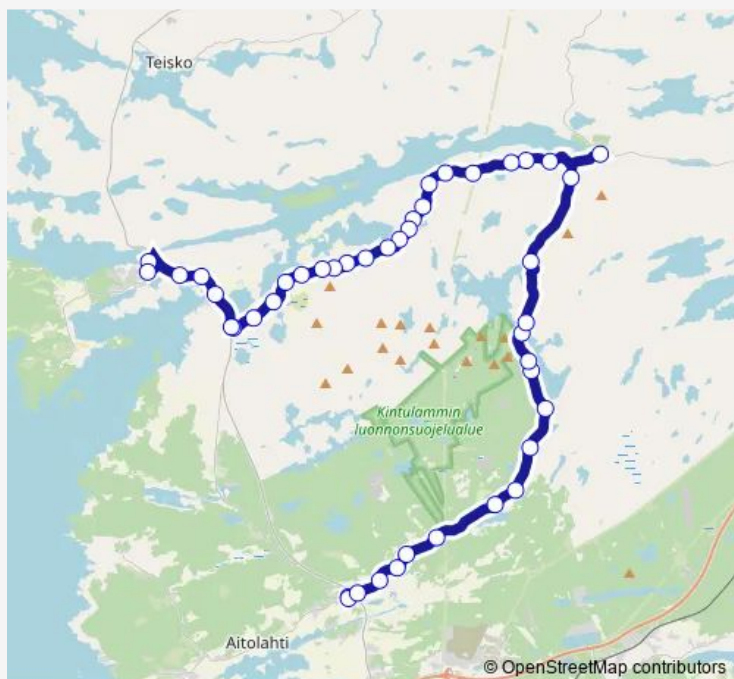 Teisko
Kintulammin
luonnonsuojelualue
Aitolahti
© OpenStreetMap contributors